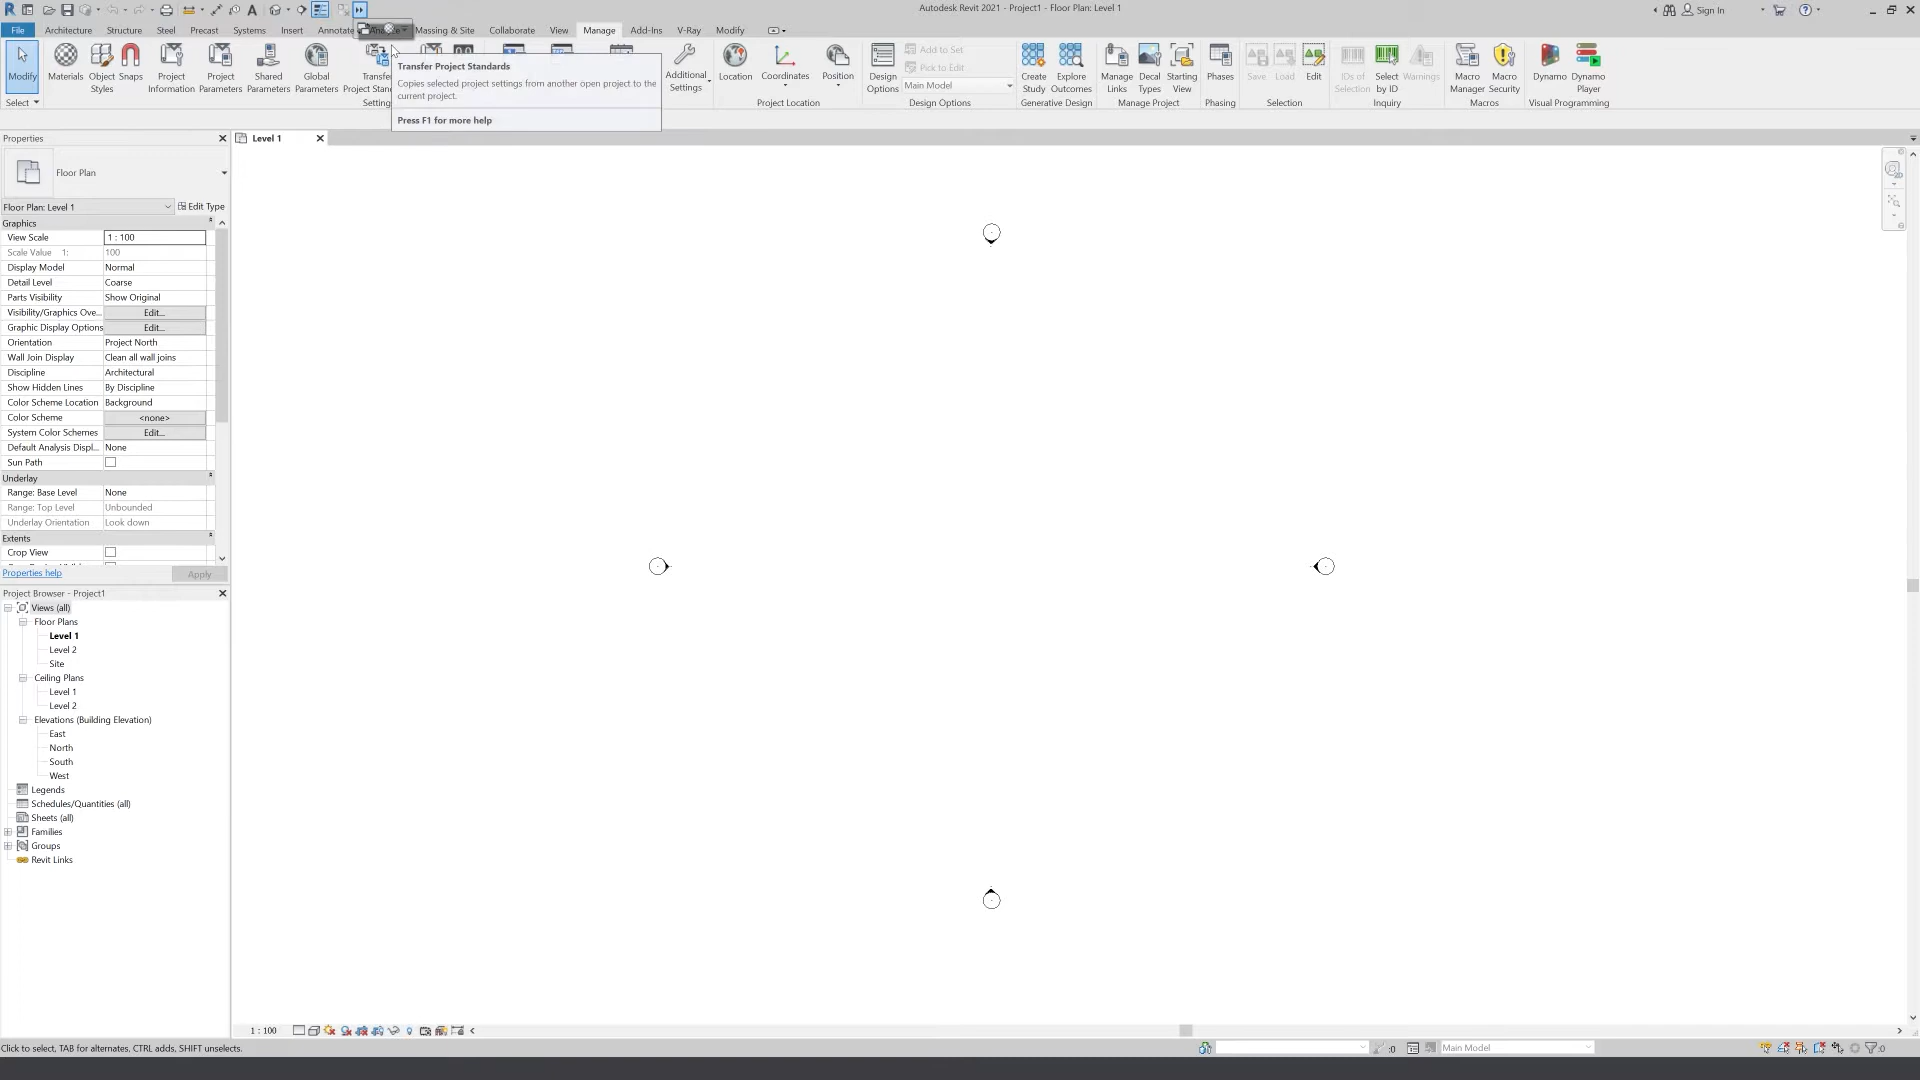 Autodesk Revit 2021 - Project1 - Floor Plan: Level 1
Sign In
File Architecture Structure Steel Precast Systems Insert Annotate Massing & Site Collaborate View Manage Add-Ins V-Ray Modify
Modify
Materials
Object Styles
Snaps
Project Information
Project Parameters
Shared Parameters
Global Parameters
Transfer Project Standards
Copies selected project settings from another open project to the
current project.
Press F1 for more help
Additional Settings
Location
Coordinates
Position
Design Options
Add to Set
Pick to Edit
Main Model
Create Study
Explore Outcomes
Manage Links
Decal Types
Starting View
Phases
Save
Load
Edit
IDs of Selection
Select by ID
Warnings
Macro Manager
Macro Security
Dynamo
Dynamo Player
Select
Project Location
Design Options
Generative Design
Manage Project
Phasing
Selection
Inquiry
Macros
Visual Programming
Properties
Level 1
Floor Plan
Floor Plan: Level 1
Edit Type
Graphics
View Scale 1 : 100
Scale Value 1: 100
Display Model Normal
Detail Level Coarse
Parts Visibility Show Original
Visibility/Graphics Ove... Edit...
Graphic Display Options Edit...
Orientation Project North
Wall Join Display Clean all wall joins
Discipline Architectural
Show Hidden Lines By Discipline
Color Scheme Location Background
Color Scheme <none>
System Color Schemes Edit...
Default Analysis Displ... None
Sun Path
Underlay
Range: Base Level None
Range: Top Level Unbounded
Underlay Orientation Look down
Extents
Crop View
Properties help
Apply
Project Browser - Project1
Views (all)
Floor Plans
Level 1
Level 2
Site
Ceiling Plans
Level 1
Level 2
Elevations (Building Elevation)
East
North
South
West
Legends
Schedules/Quantities (all)
Sheets (all)
Families
Groups
Revit Links
1 : 100
Click to select, TAB for alternates, CTRL adds, SHIFT unselects.
:0
Main Model
:0